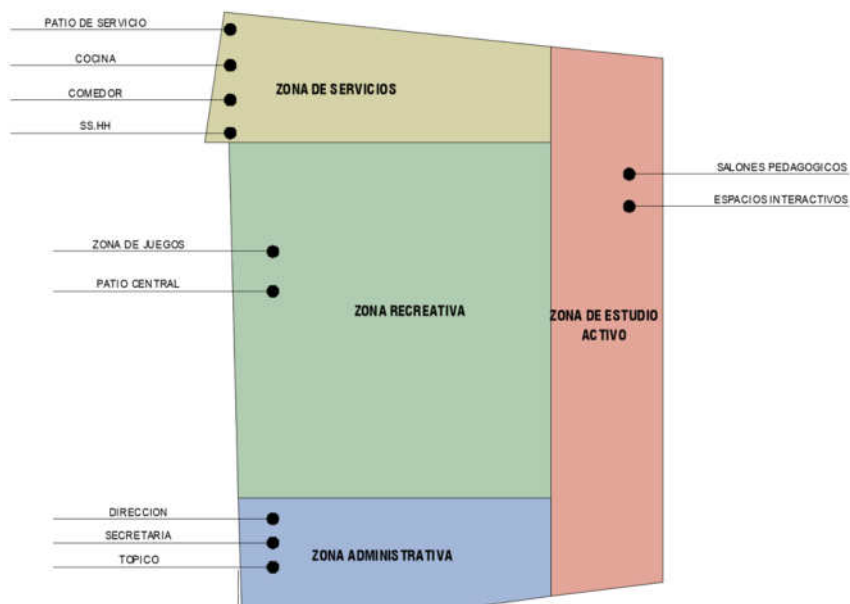 PATIO DE SERVICIO
COCINA
COMEDOR
SS.HH
ZONA DE SERVICIOS
SALONES PEDAGOGICOS
ESPACIOS INTERACTIVOS
ZONA DE JUEGOS
PATIO CENTRAL
ZONA RECREATIVA
ZONA DE ESTUDIO
ACTIVO
DIRECCION
SECRETARIA
TOPICO
ZONA ADMINISTRATIVA